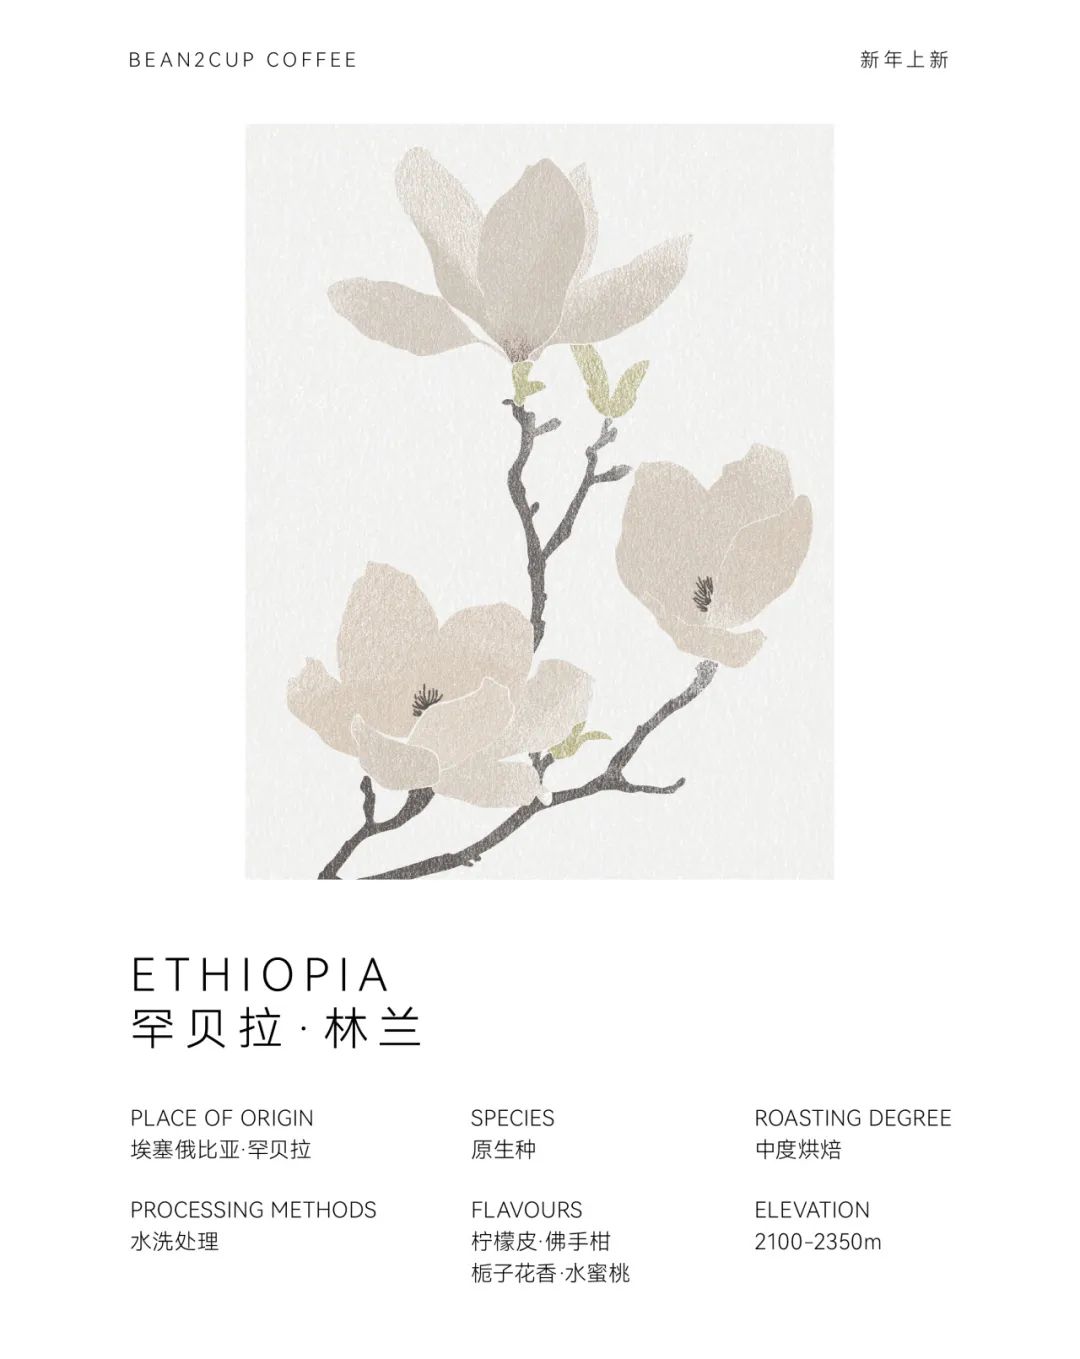 BEAN2CUP COFFEE
新年上新
ETHIOPIA
罕贝拉·林兰
PLACE OF ORIGIN
埃塞俄比亚·罕贝拉
SPECIES
原生种
ROASTING DEGREE
中度烘焙
PROCESSING METHODS
水洗处理
FLAVOURS
柠檬皮·佛手柑
栀子花香·水蜜桃
ELEVATION
2100-2350m